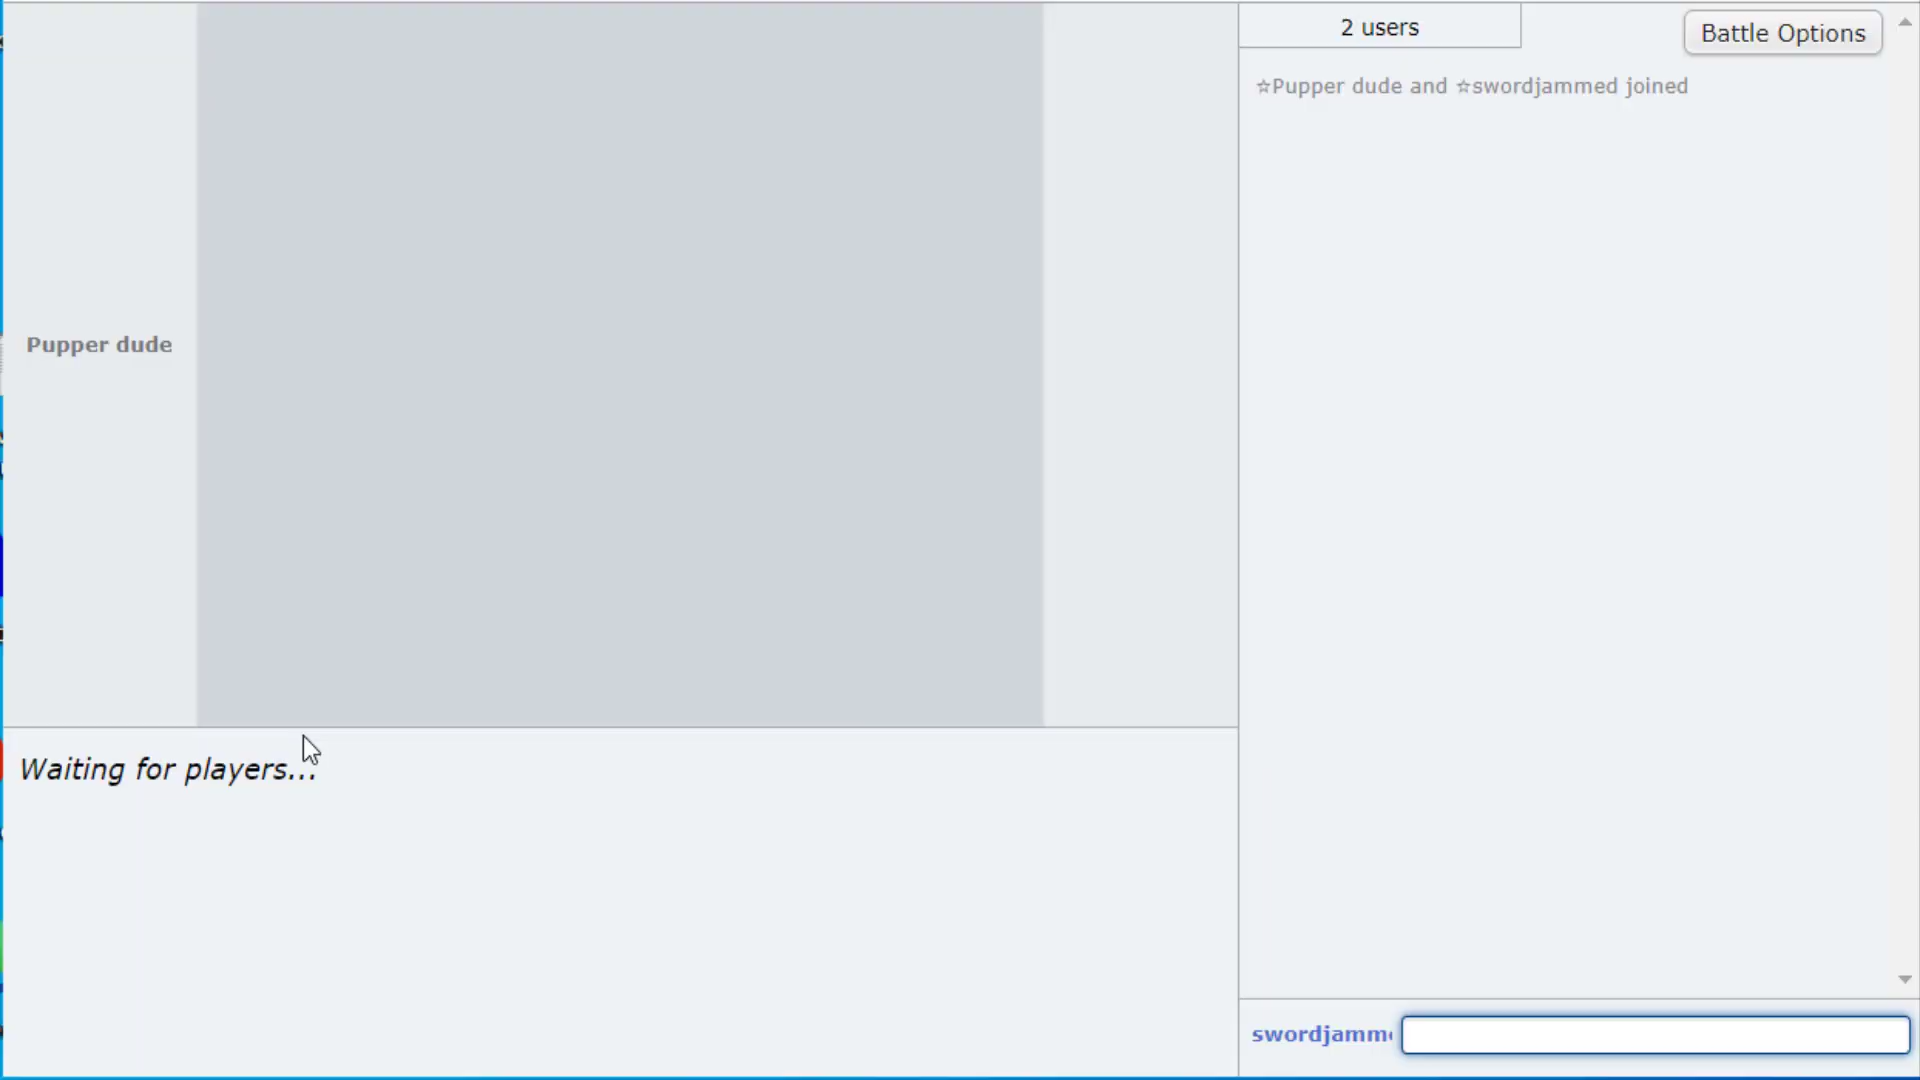 2 users
Battle Options
☆Pupper dude and ☆swordjammed joined
Pupper dude
Waiting for players...
swordjamm